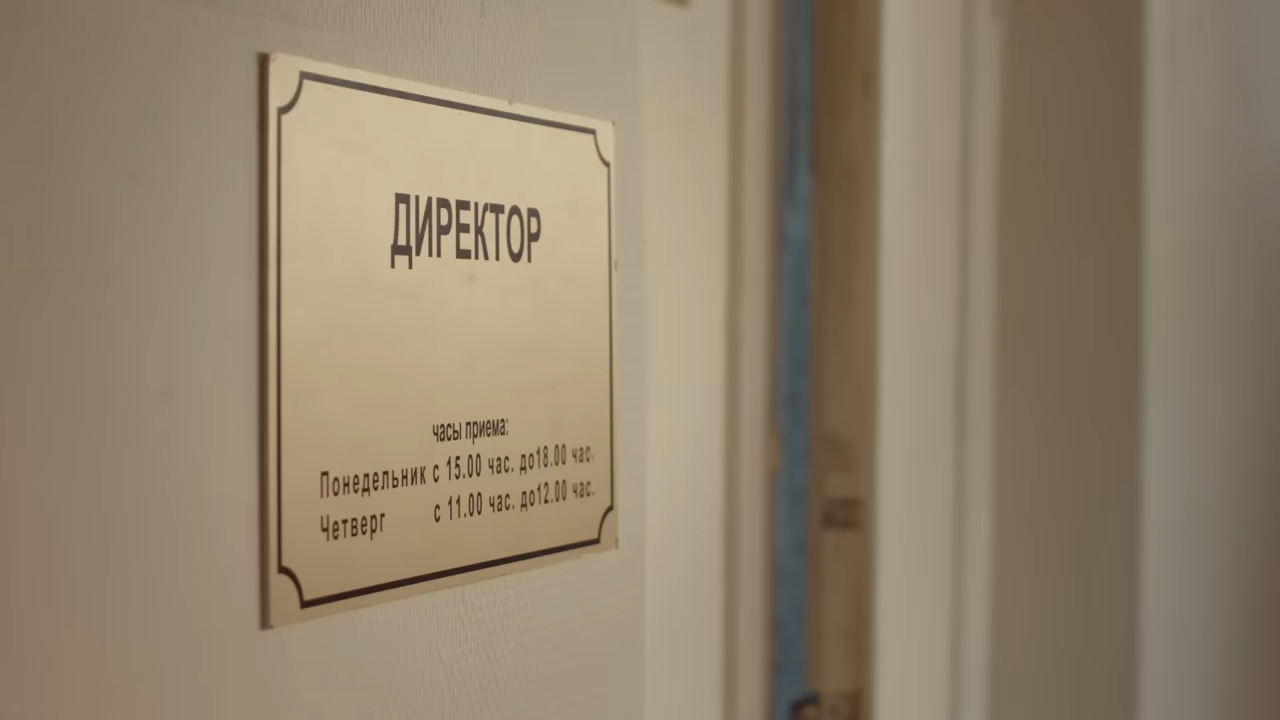 ДИРЕКТОР
часы приема:
Понедельник с 15.00 час. до18.00 час.
Четверг с 11.00 час. до12.00 час.